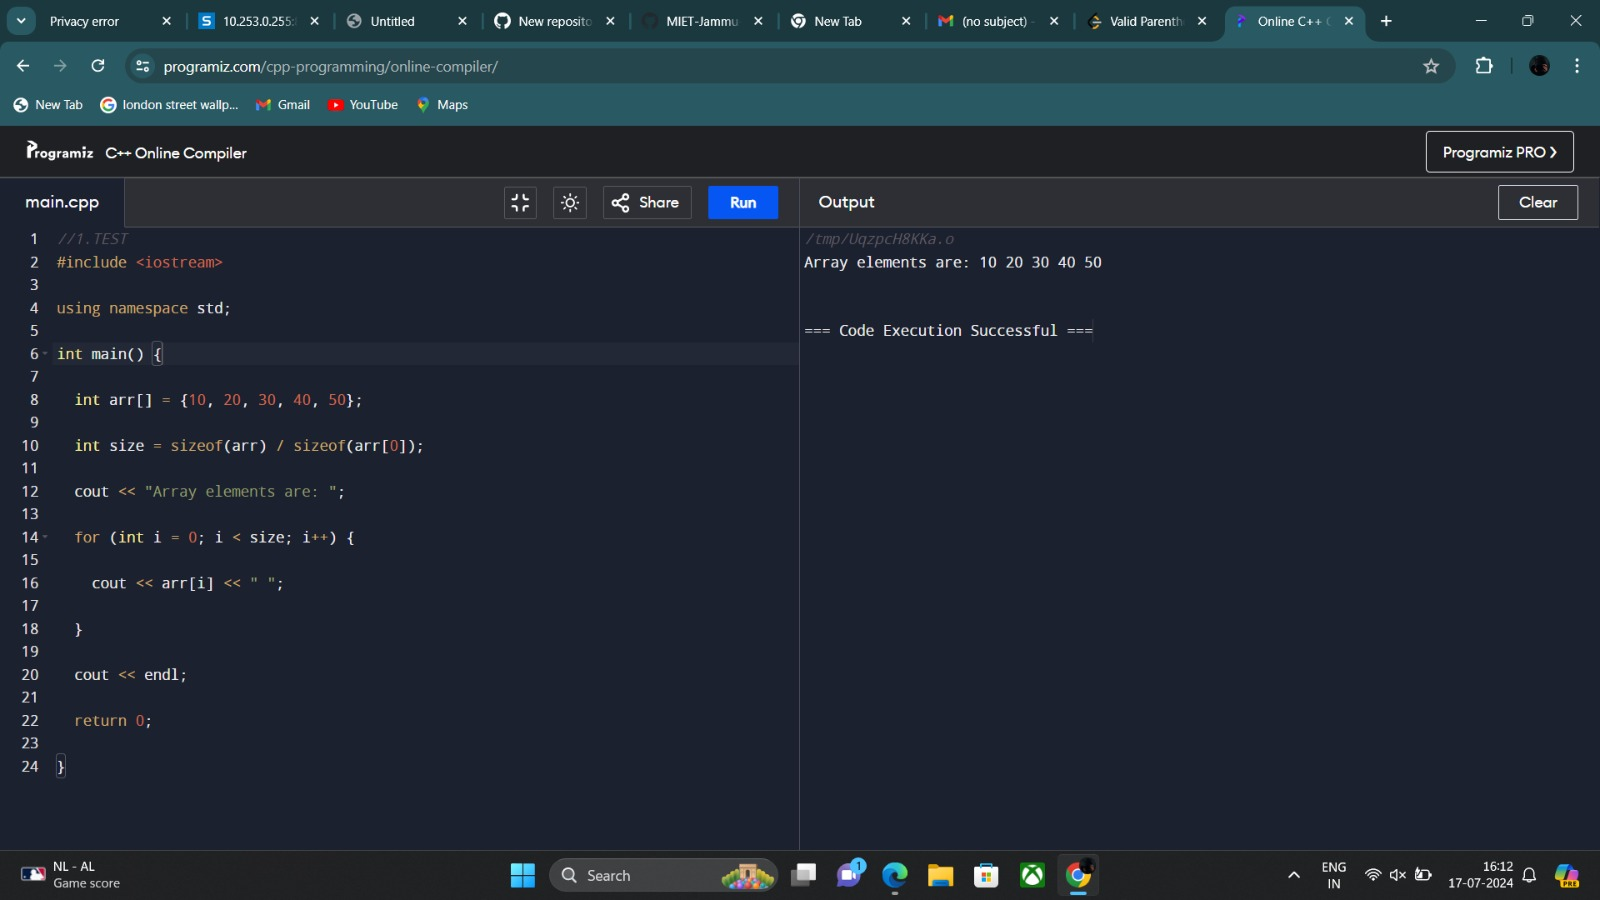 Privacy error
10.253.0.255:
Untitled
New reposito
MIET-Jammu
New Tab
(no subject) -
Valid Parenth
Online C++ C
programiz.com/cpp-programming/online-compiler/
New Tab
london street wallp...
Gmail
YouTube
Maps
Programiz
C++ Online Compiler
Programiz PRO
main.cpp
Share
Run
Output
Clear
1 //1.TEST
2 #include <iostream>
3
4 using namespace std;
5
6 int main() {
7
8 int arr[] = {10, 20, 30, 40, 50};
9
10 int size = sizeof(arr) / sizeof(arr[0]);
11
12 cout << "Array elements are: ";
13
14 for (int i = 0; i < size; i++) {
15
16 cout << arr[i] << " ";
17
18 }
19
20 cout << endl;
21
22 return 0;
23
24 }
/tmp/UqzpcH8KKa.o
Array elements are: 10 20 30 40 50
=== Code Execution Successful ===
NL - AL
Game score
Search
1
ENG
IN
16:12
17-07-2024
PRE